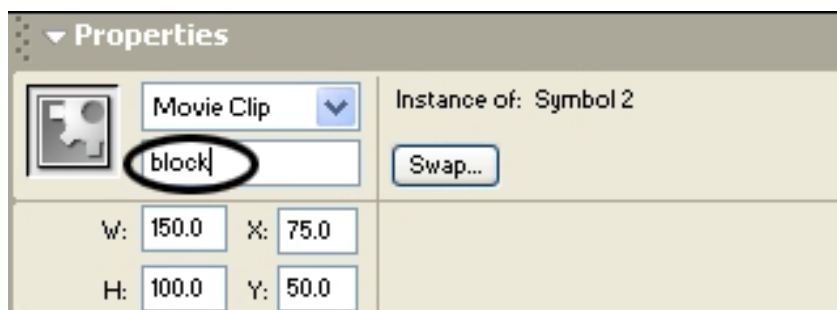 Properties
Movie Clip
Instance of: Symbol 2
block
Swap...
W: 150.0 X: 75.0
H: 100.0 Y: 50.0